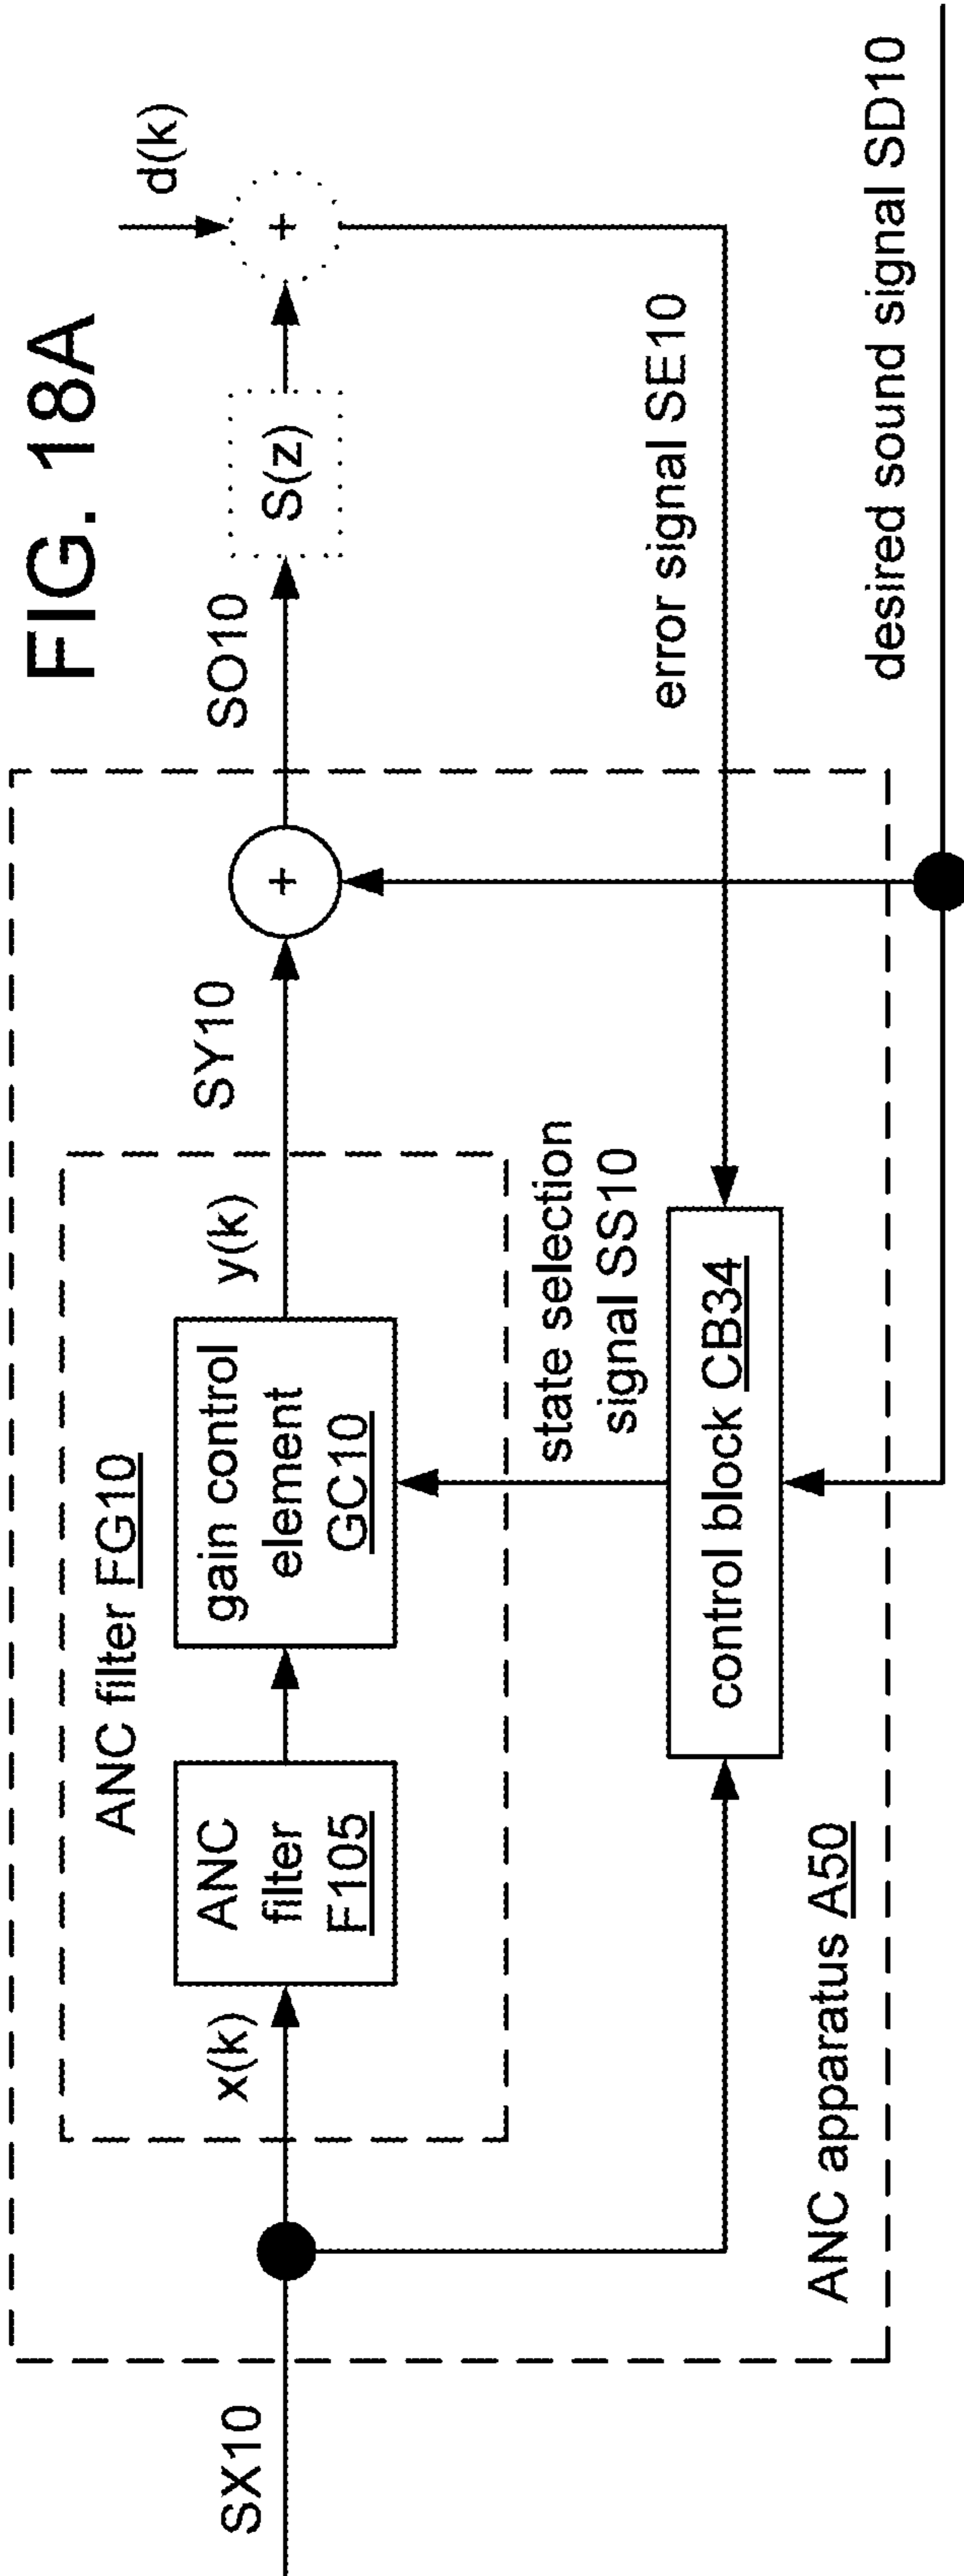 FIG. 18A
SX10
ANC filter FG10
x(k)
ANC
filter
F105
gain control
element
GC10
y(k)
SY10
+
SO10
S(z)
+
d(k)
state selection
signal SS10
error signal SE10
control block CB34
ANC apparatus A50
desired sound signal SD10